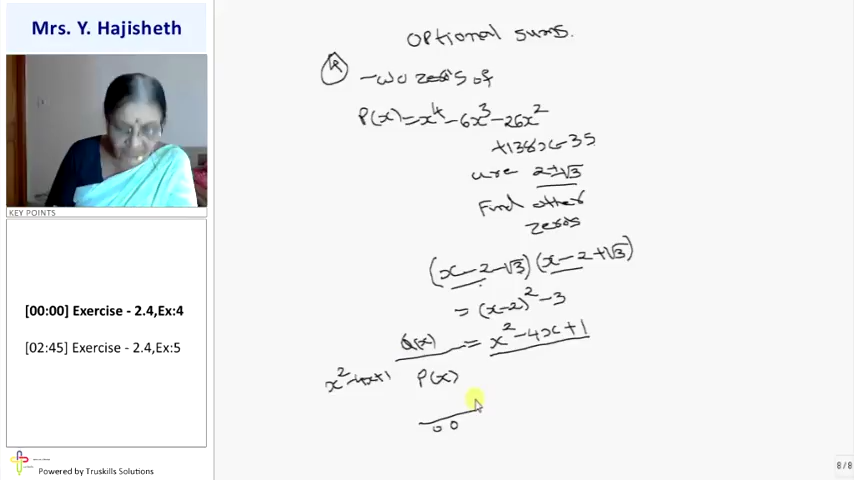 Mrs. Y. Hajisheth
KEY POINTS
[00:00] Exercise - 2.4,Ex:4
[02:45] Exercise - 2.4,Ex:5
Powered by Truskills Solutions
optional sums.
zeros of
P(x)=x⁴-6x³-26x²
+138x-35
are 2±√3
Find other
zeros
(x-2-√3)(x-2+√3)
= (x-2)²-3
Q(x) = x²-4x+1
x²-4x+1 P(x)
00
8/8